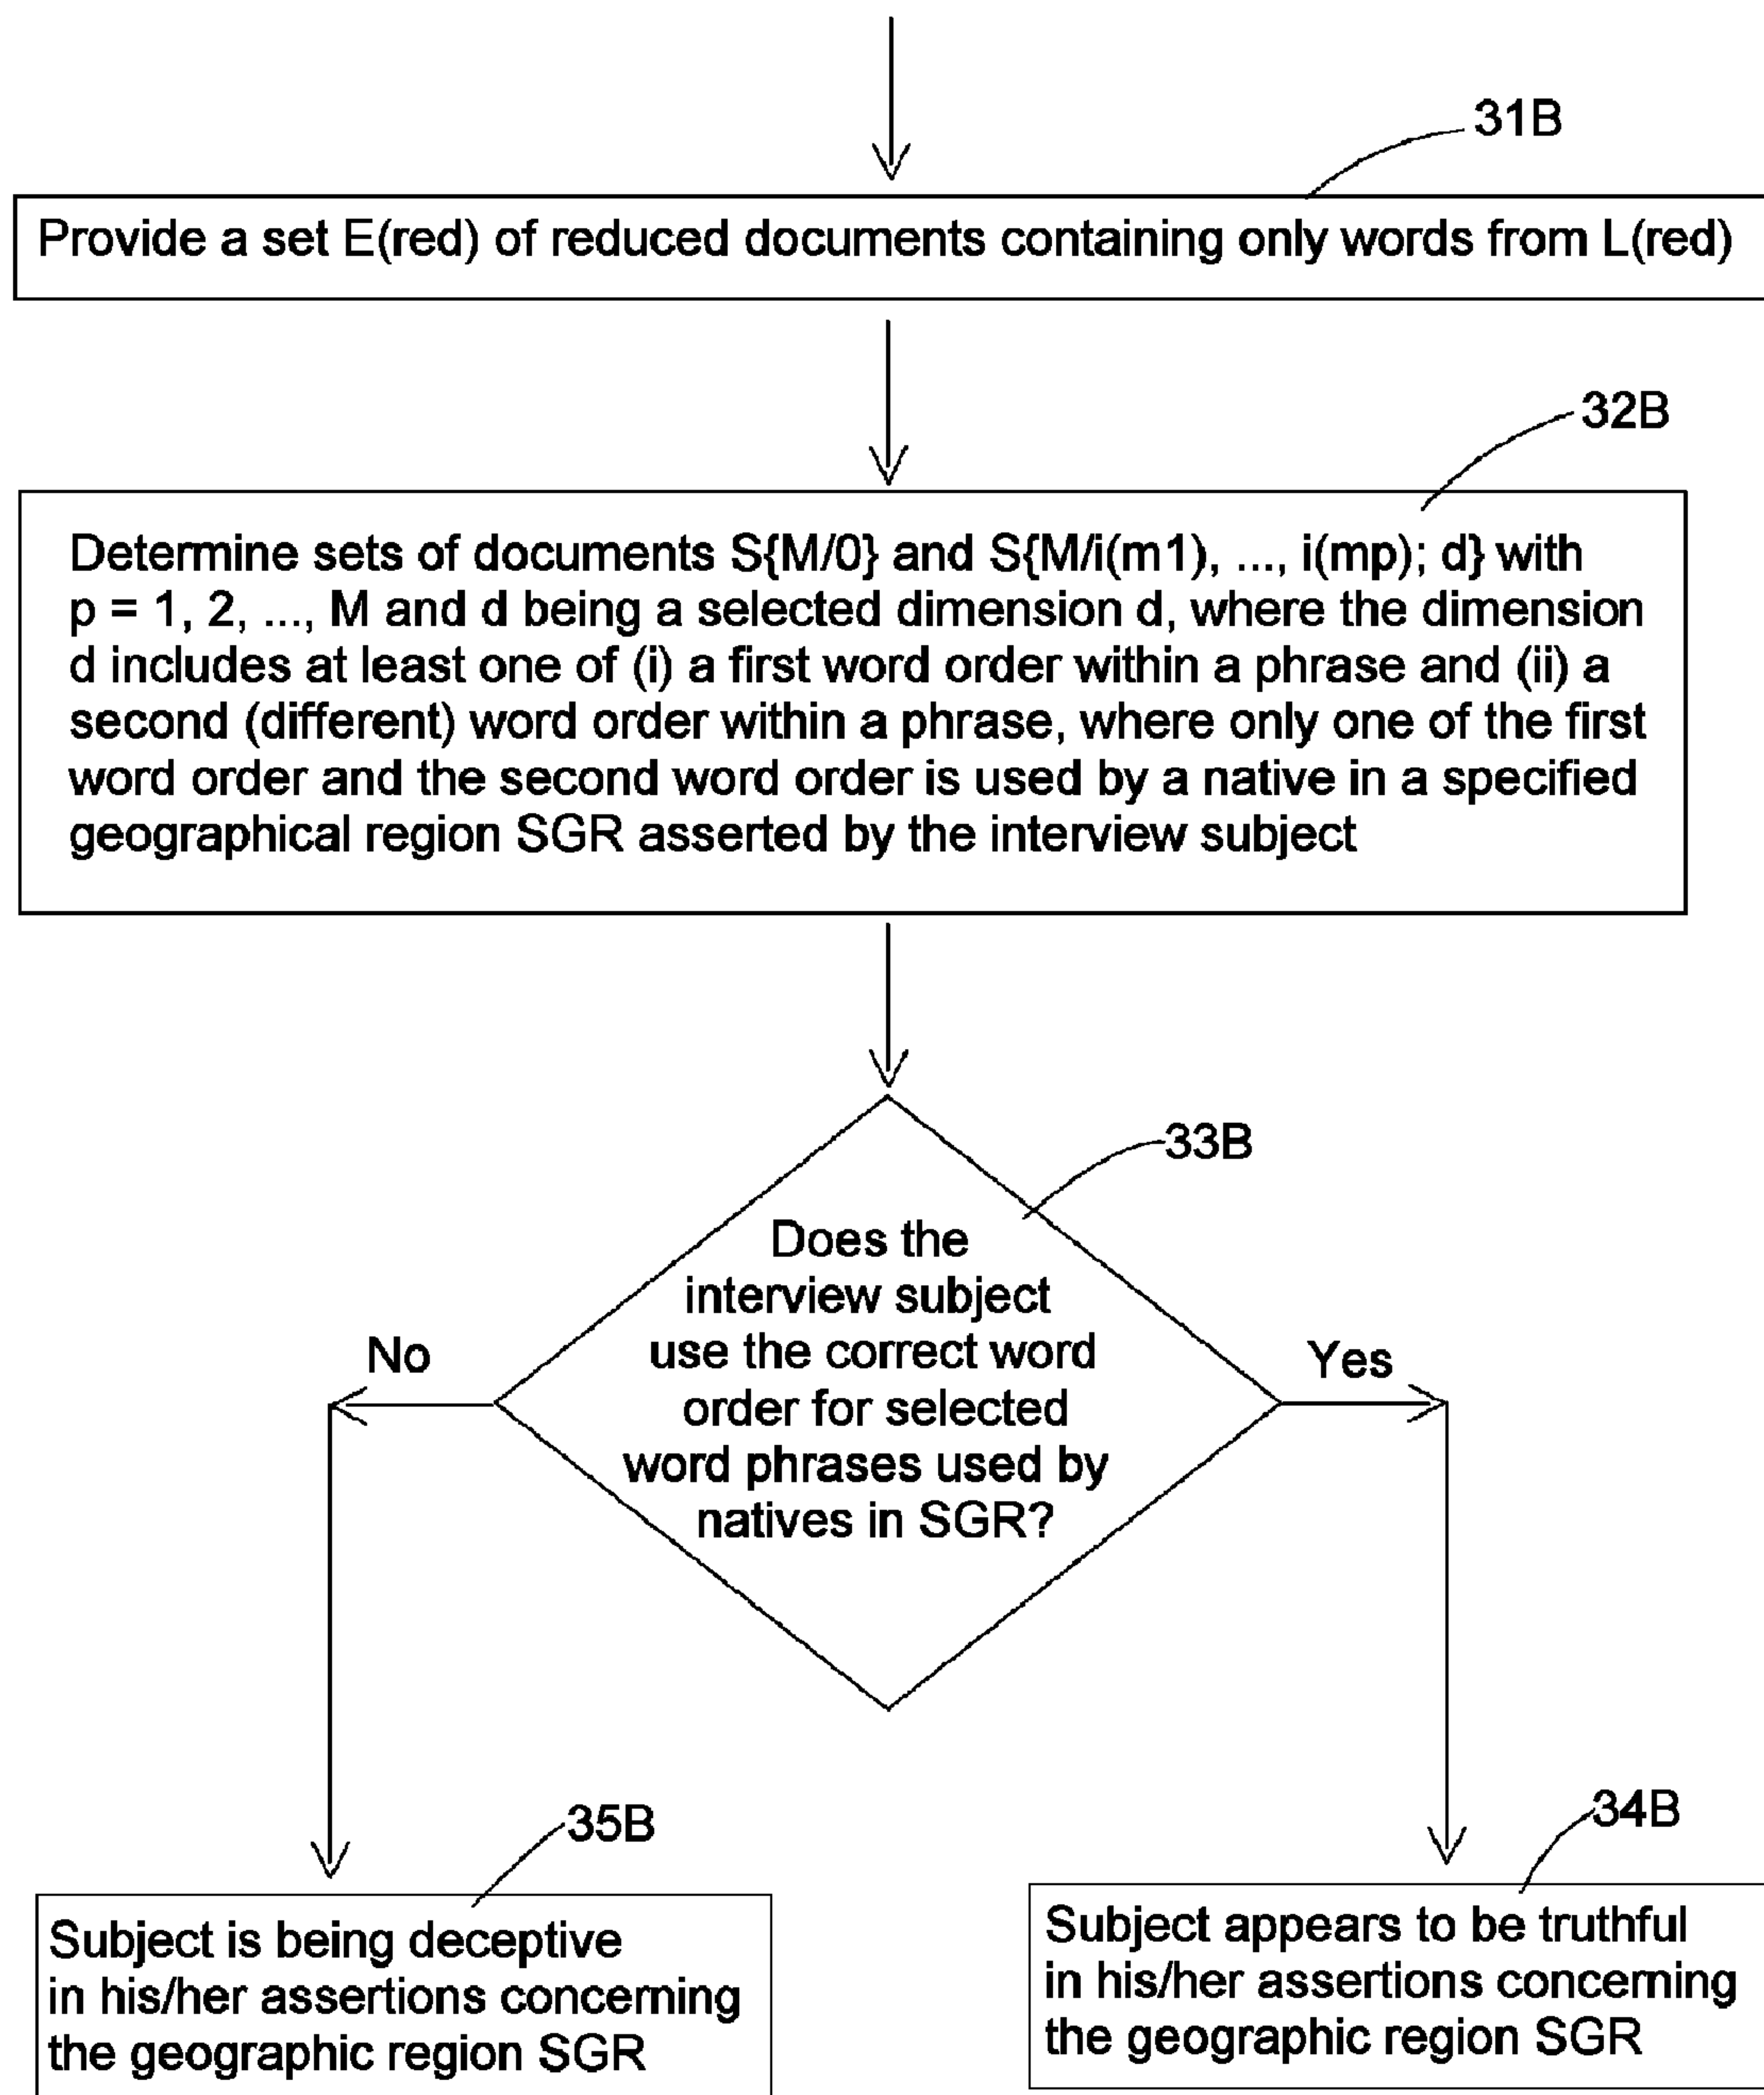 31B
Provide a set E(red) of reduced documents containing only words from L(red)
32B
Determine sets of documents S{M/0} and S{M/i(m1), ..., i(mp); d} with
p = 1, 2, ..., M and d being a selected dimension d, where the dimension
d includes at least one of (i) a first word order within a phrase and (ii) a
second (different) word order within a phrase, where only one of the first
word order and the second word order is used by a native in a specified
geographical region SGR asserted by the interview subject
33B
Does the
interview subject
use the correct word
order for selected
word phrases used by
natives in SGR?
No
Yes
35B
Subject is being deceptive
in his/her assertions concerning
the geographic region SGR
34B
Subject appears to be truthful
in his/her assertions concerning
the geographic region SGR